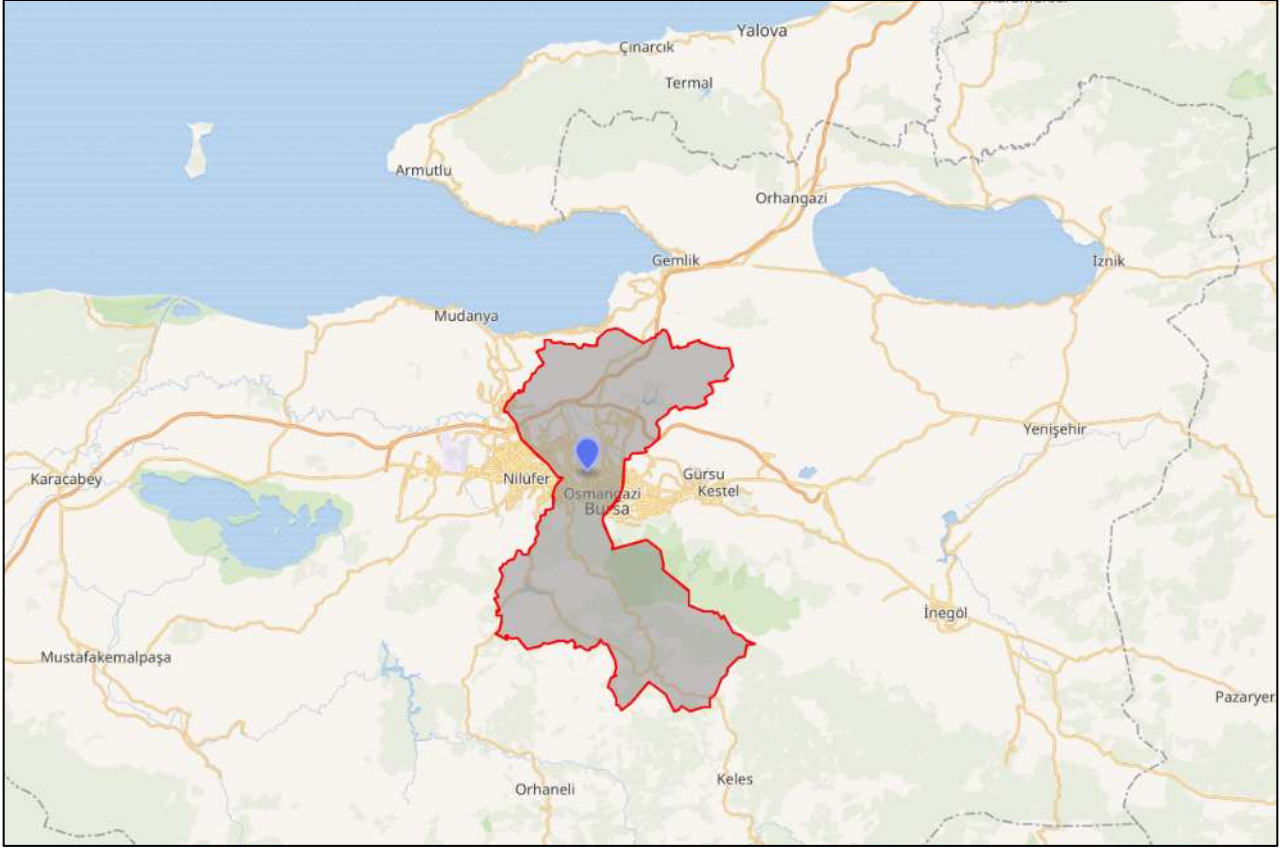 Yalova
Çınarcık
Termal
Armutlu
Orhangazi
Gemlik
İznik
Mudanya
Yenişehir
Karacabey
Nilüfer
Gürsu
Kestel
Osmangazi
Bursa
İnegöl
Mustafakemalpaşa
Pazaryer
Keles
Orhaneli